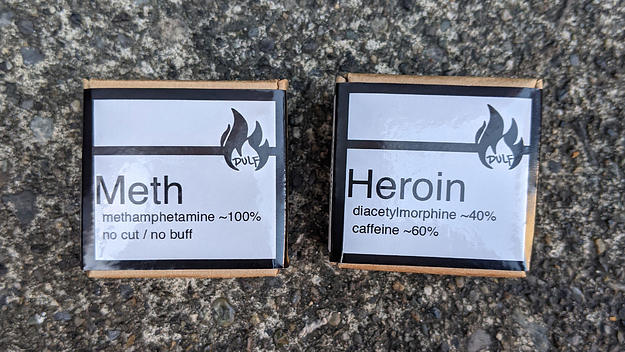 DULF
Meth
methamphetamine ~100%
no cut / no buff
DULF
Heroin
diacetylmorphine ~40%
caffeine ~60%